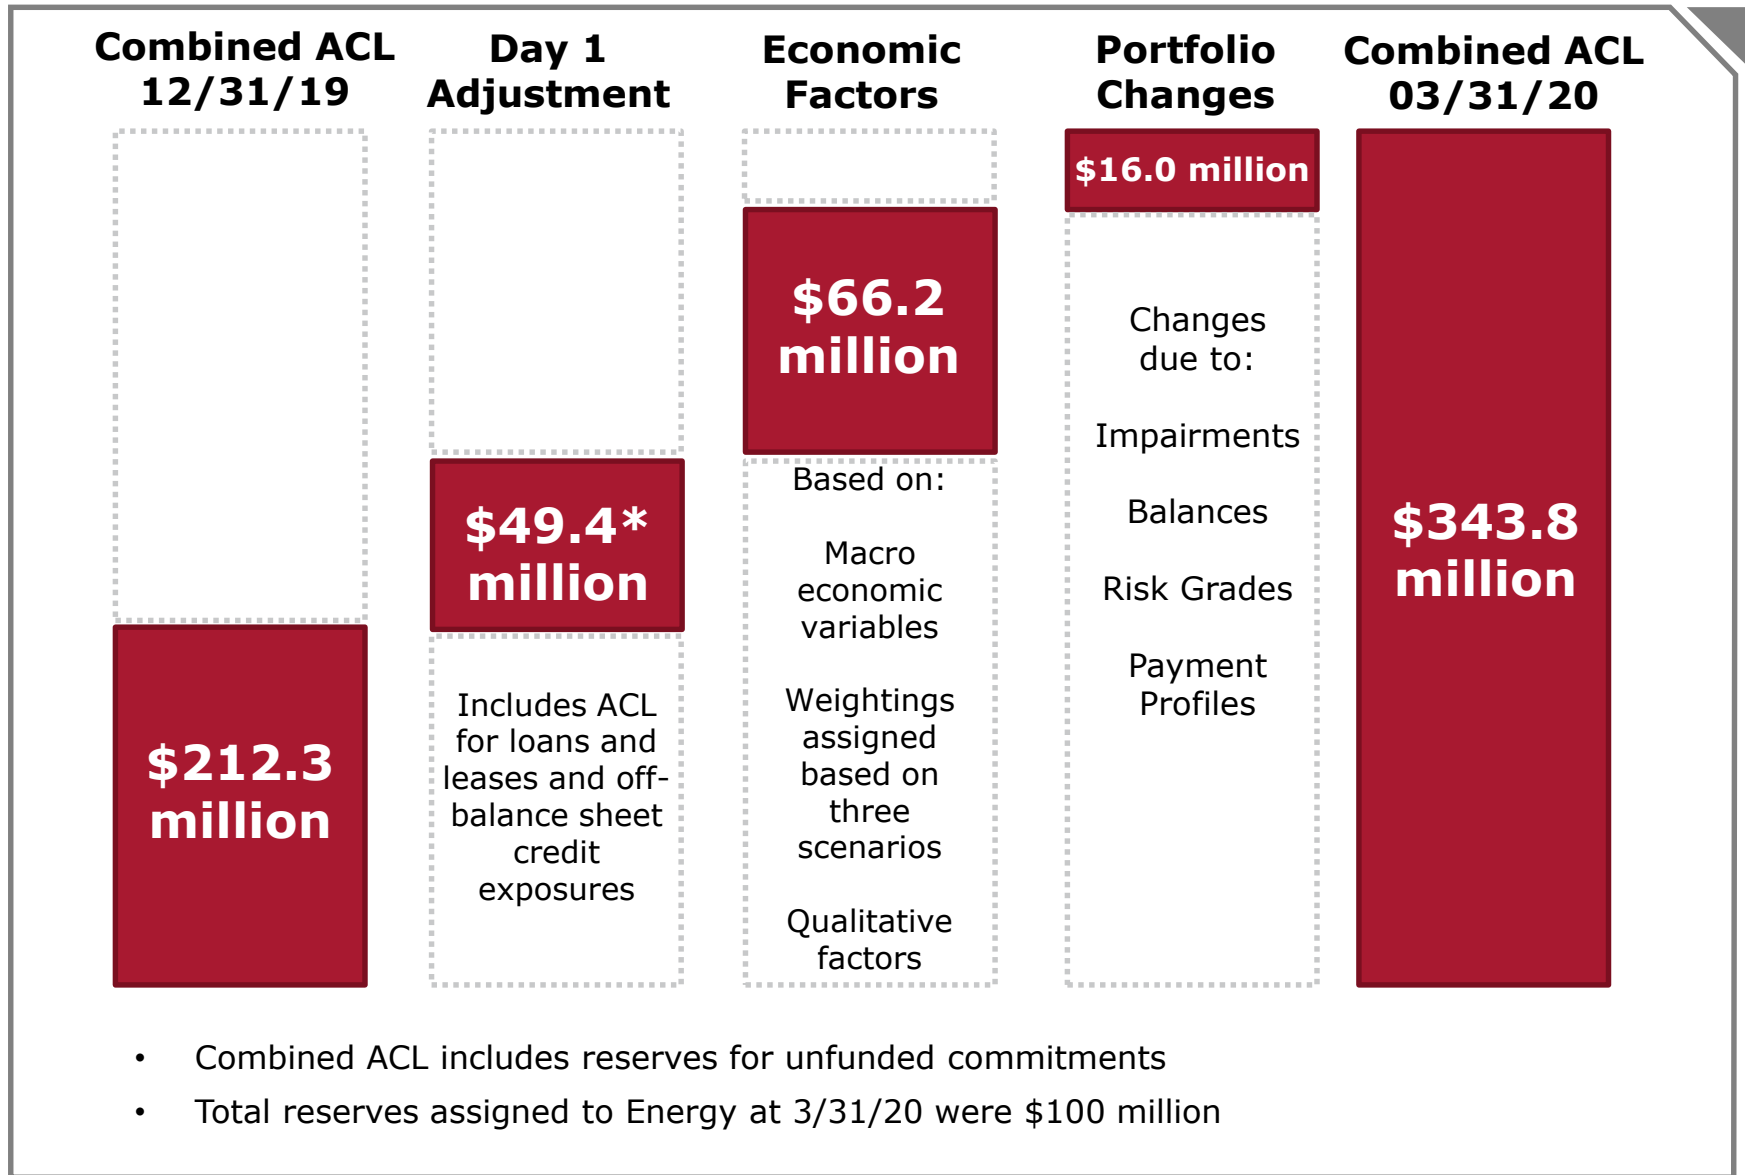 Combined ACL
12/31/19
Day 1
Adjustment
Economic
Factors
Portfolio
Changes
Combined ACL
03/31/20
$212.3
million
$49.4*
million
Includes ACL
for loans and
leases and off-
balance sheet
credit
exposures
$66.2
million
Based on:
Macro
economic
variables
Weightings
assigned
based on
three
scenarios
Qualitative
factors
$16.0 million
Changes
due to:
Impairments
Balances
Risk Grades
Payment
Profiles
$343.8
million
• Combined ACL includes reserves for unfunded commitments
• Total reserves assigned to Energy at 3/31/20 were $100 million